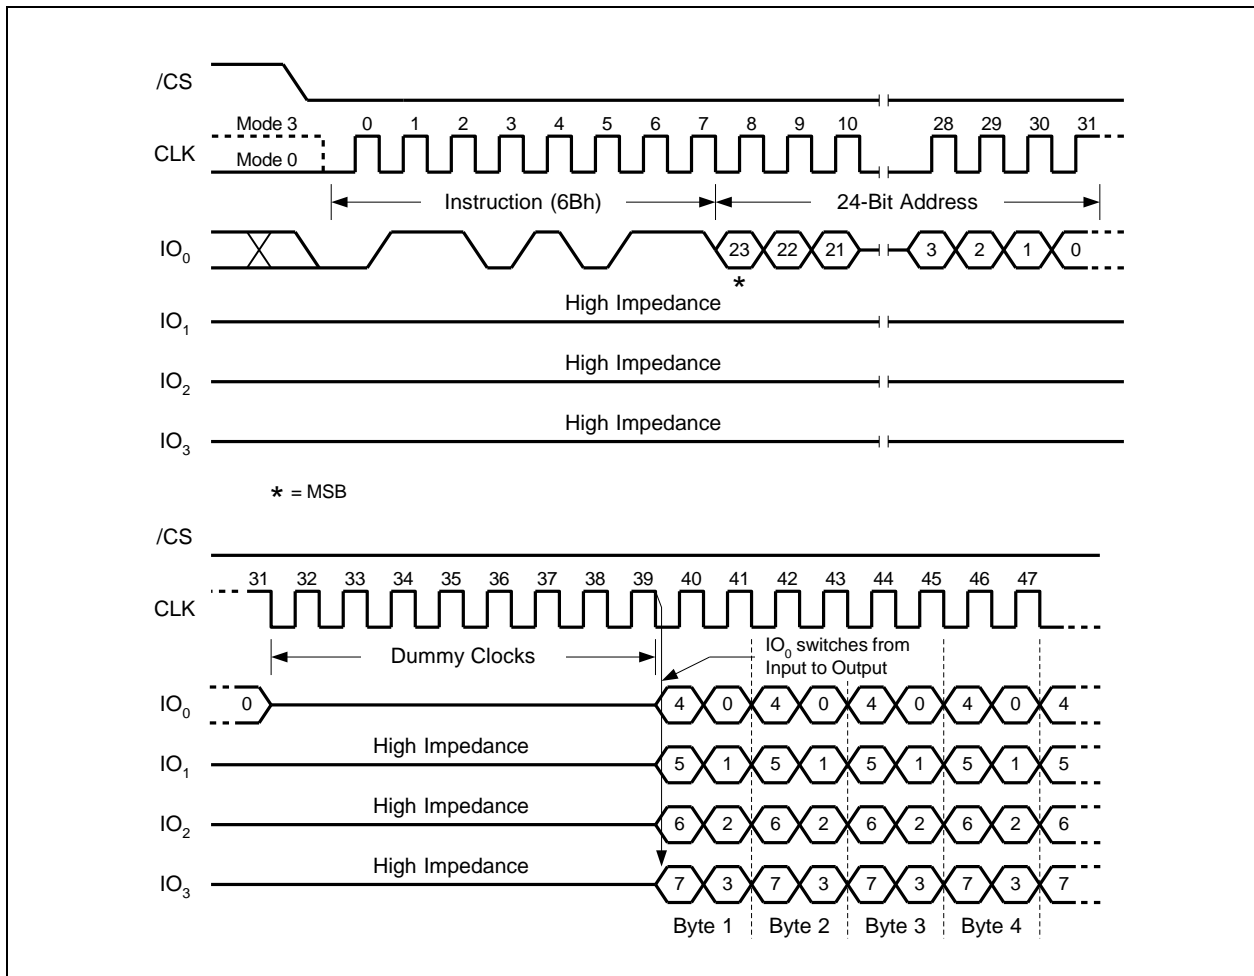 /CS
Mode 3 0 1 2 3 4 5 6 7 8 9 10 28 29 30 31
CLK Mode 0
Instruction (6Bh) 24-Bit Address
IO0 23 22 21 3 2 1 0
*
High Impedance
IO1
High Impedance
IO2
High Impedance
IO3
* = MSB
/CS
31 32 33 34 35 36 37 38 39 40 41 42 43 44 45 46 47
CLK
Dummy Clocks
IO0 switches from
Input to Output
IO0 0 4 0 4 0 4 0 4 0 4
High Impedance
IO1 5 1 5 1 5 1 5 1 5
High Impedance
IO2 6 2 6 2 6 2 6 2 6
High Impedance
IO3 7 3 7 3 7 3 7 3 7
Byte 1 Byte 2 Byte 3 Byte 4